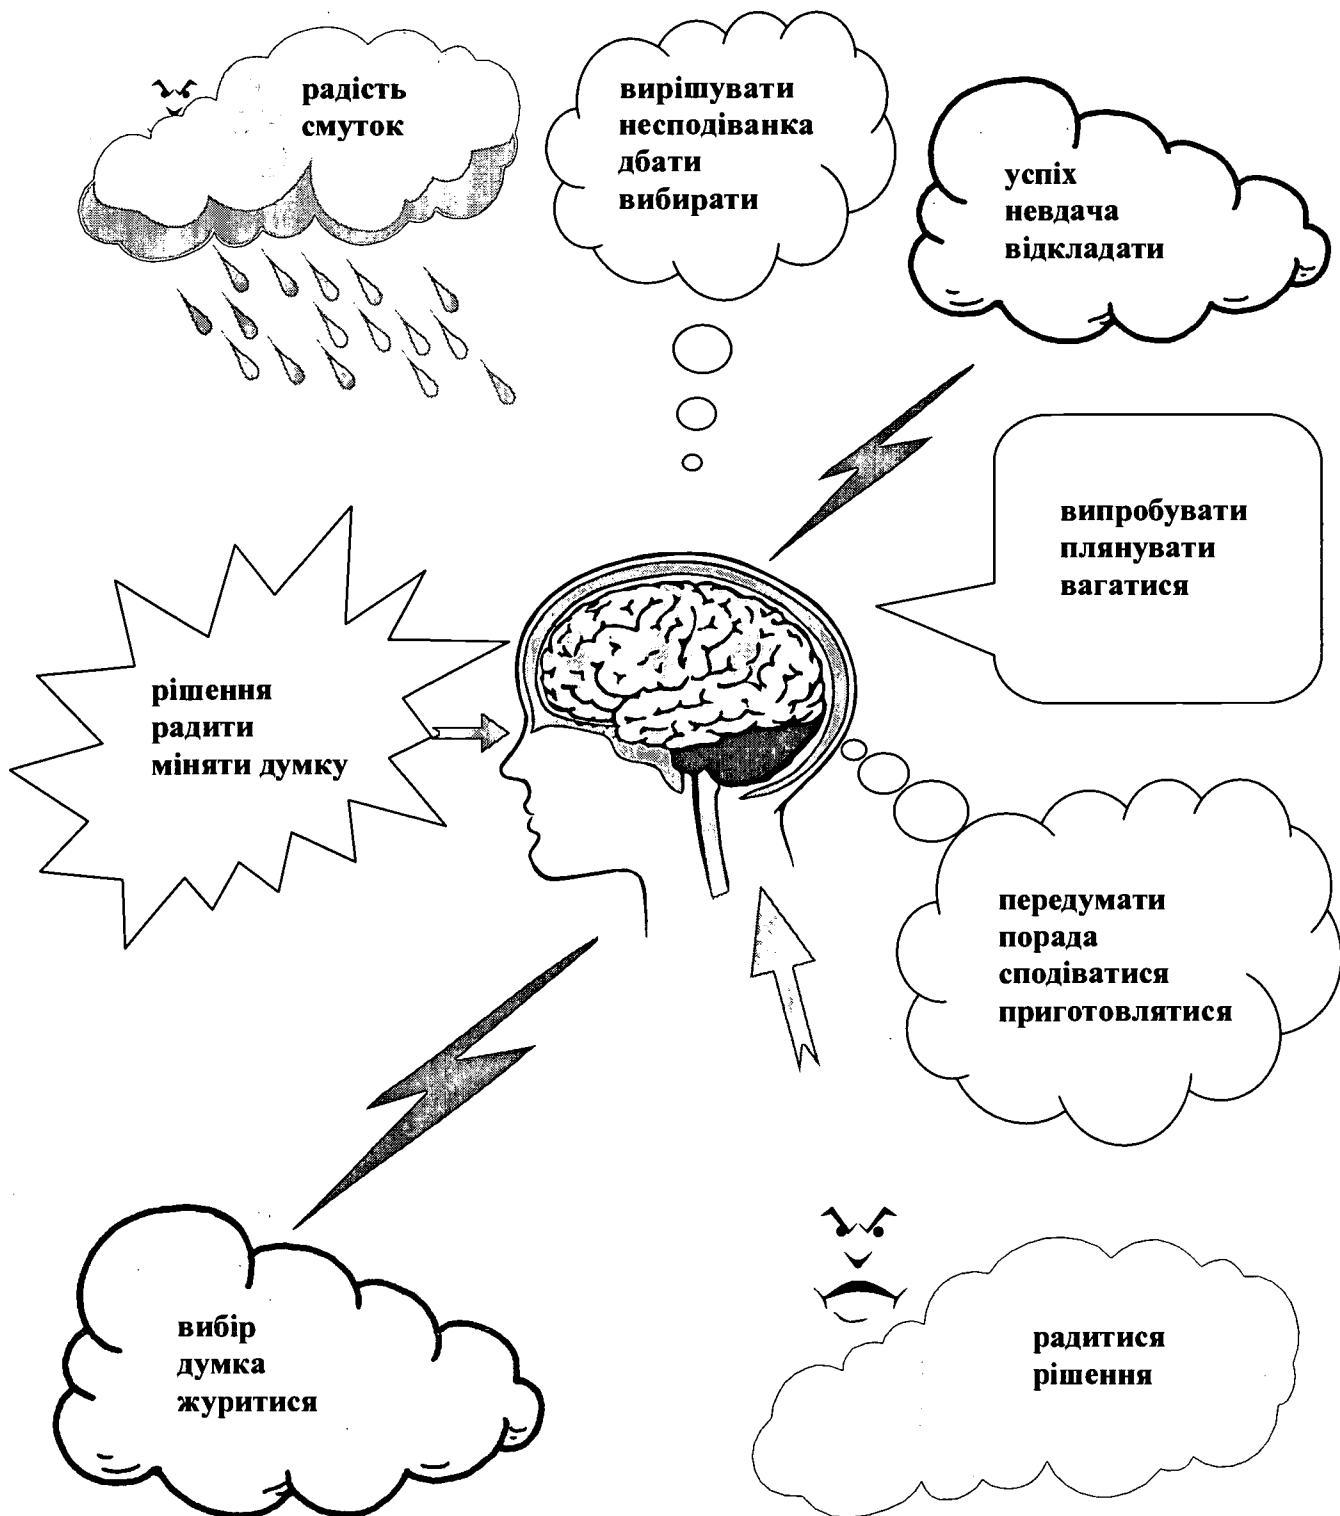 радість
смуток
вирішувати
несподіванка
дбати
вибирати
успіх
невдача
відкладати
випробувати
плянувати
вагатися
рішення
радити
міняти думку
передумати
порада
сподіватися
приготовлятися
вибір
думка
журитися
радитися
рішення